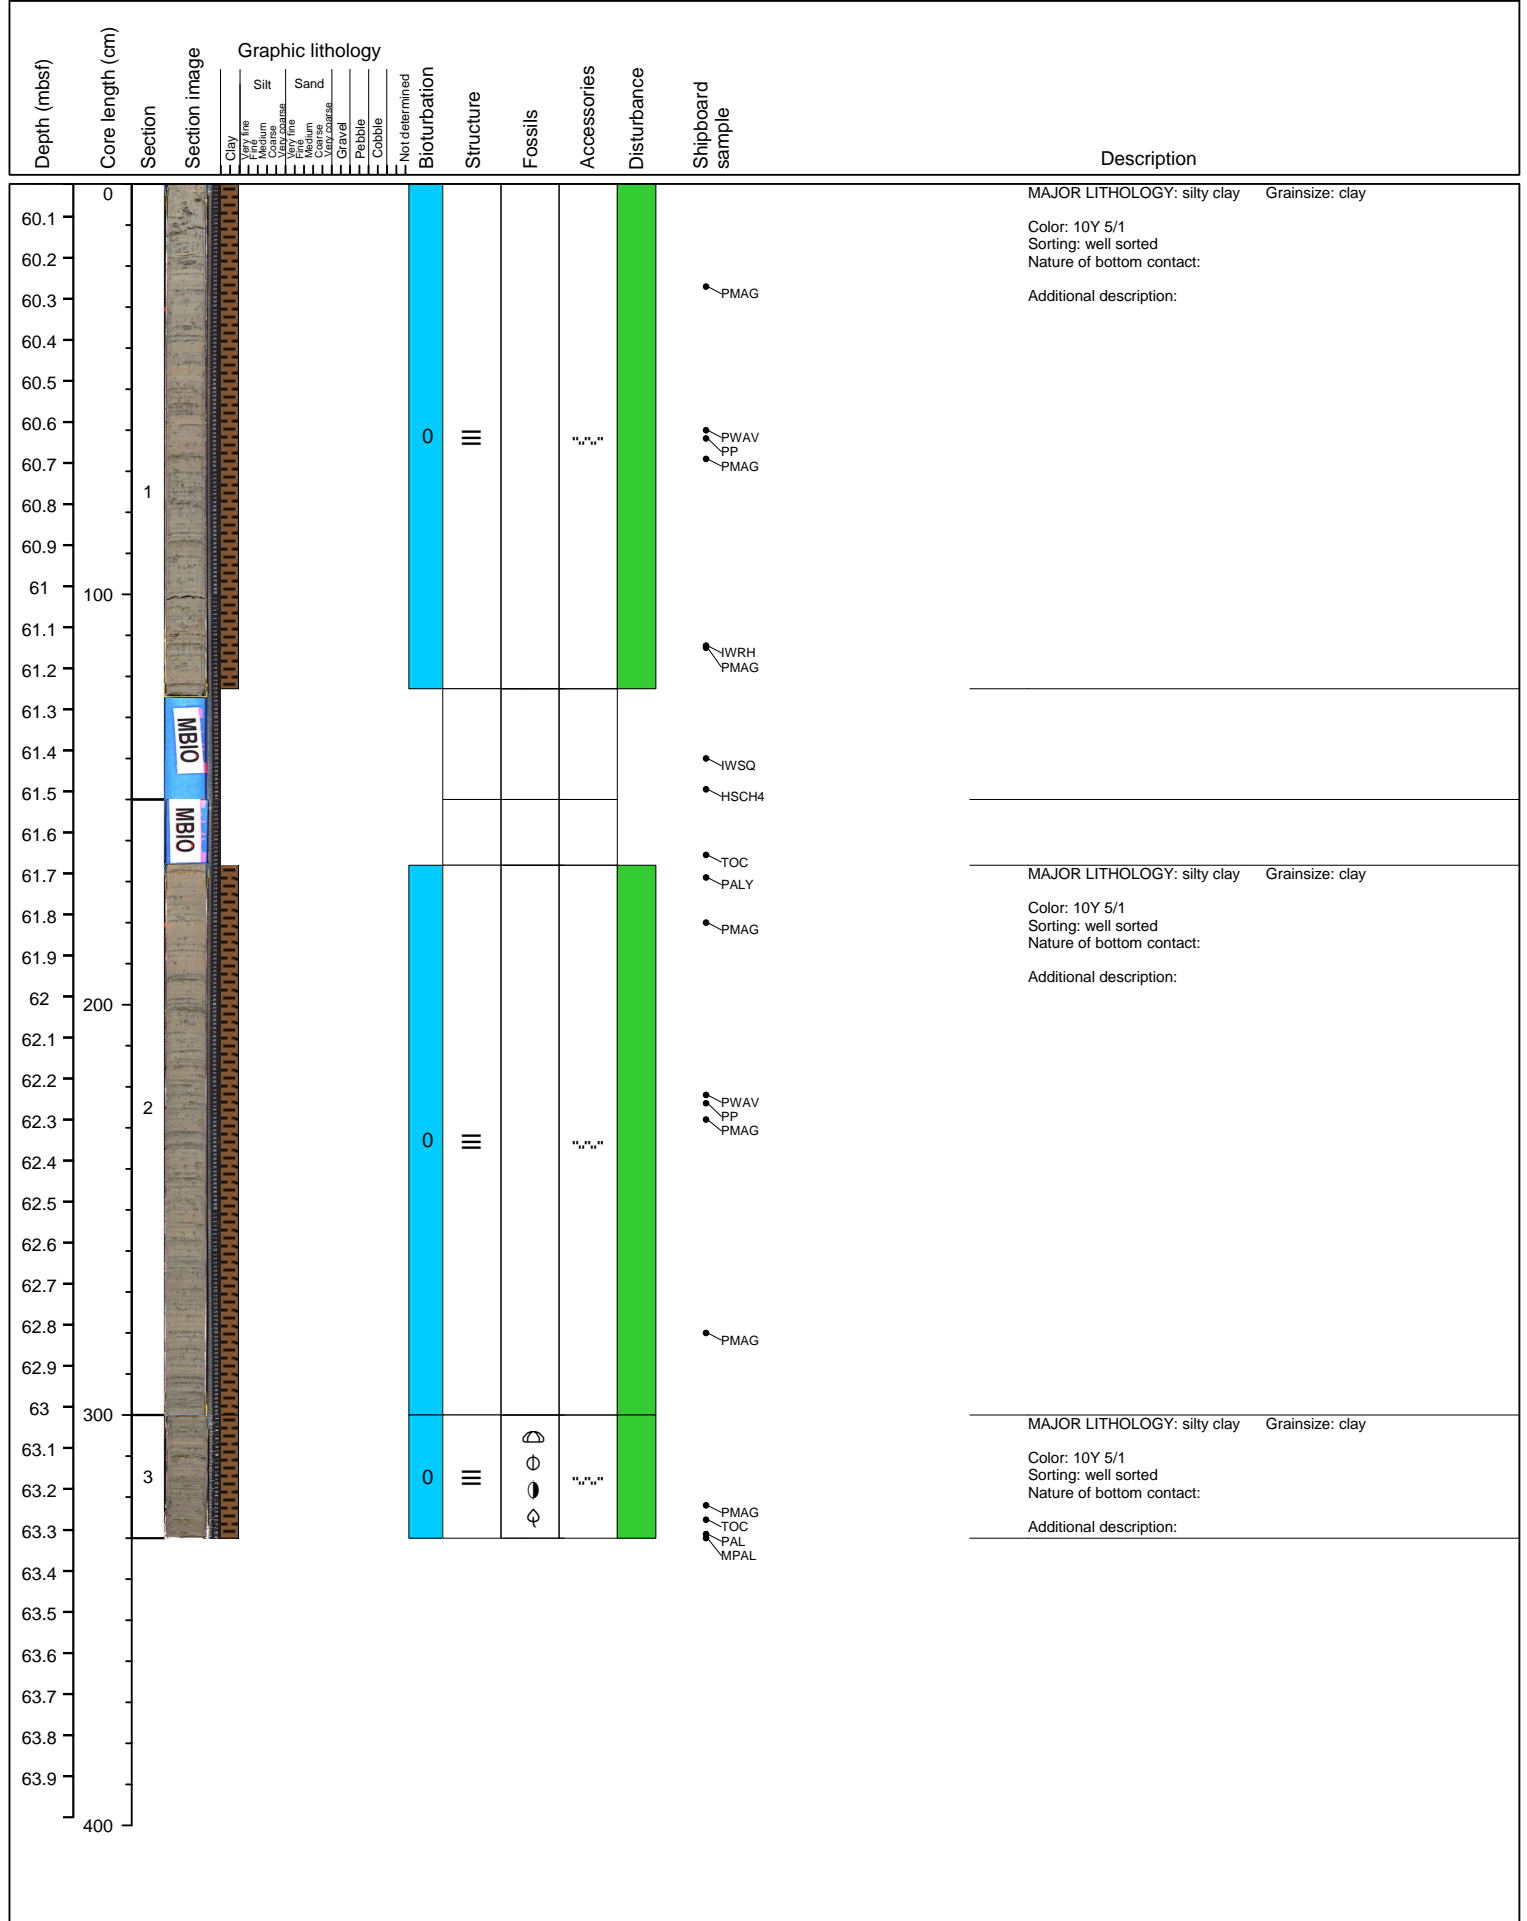 Depth (mbsf)
Core length (cm)
Section
Section image
Graphic lithology
Clay
Silt
Very fine
Fine
Medium
Coarse
Very coarse
Sand
Very fine
Fine
Medium
Coarse
Very coarse
Gravel
Pebble
Cobble
Not determined
Bioturbation
Structure
Fossils
Accessories
Disturbance
Shipboard
sample
Description
0
MAJOR LITHOLOGY: silty clay Grainsize: clay
60.1
Color: 10Y 5/1
Sorting: well sorted
60.2
Nature of bottom contact:
60.3
PMAG
Additional description:
60.4
60.5
60.6
0
PWAV
PP
60.7
PMAG
1
60.8
60.9
61
100
61.1
IWRH
61.2
PMAG
61.3
MBIO
61.4
IWSQ
61.5
HSCH4
61.6
MBIO
TOC
61.7
MAJOR LITHOLOGY: silty clay Grainsize: clay
PALY
61.8
Color: 10Y 5/1
PMAG
Sorting: well sorted
Nature of bottom contact:
61.9
Additional description:
62
200
62.1
62.2
2
PWAV
PP
62.3
PMAG
0
62.4
62.5
62.6
62.7
62.8
PMAG
62.9
63
300
MAJOR LITHOLOGY: silty clay Grainsize: clay
63.1
Color: 10Y 5/1
3
0
Sorting: well sorted
63.2
Nature of bottom contact:
PMAG
63.3
TOC
Additional description:
PAL
MPAL
63.4
63.5
63.6
63.7
63.8
63.9
400